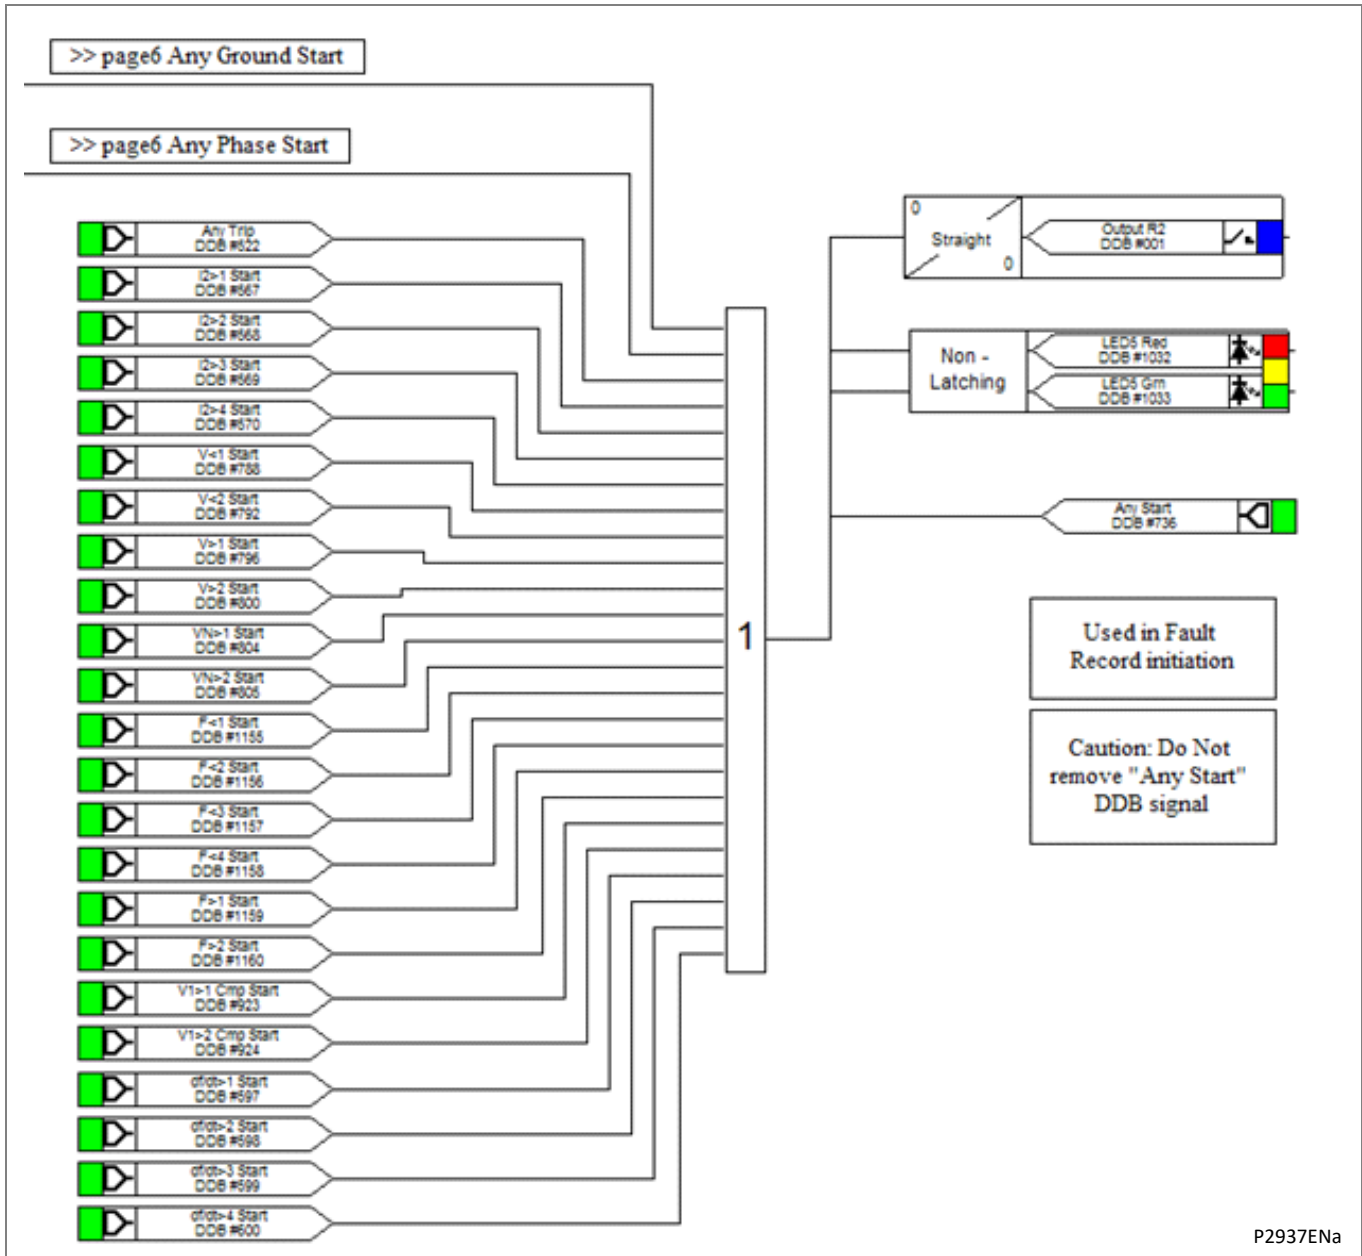 >> page6 Any Ground Start
>> page6 Any Phase Start
Any Trip
DDB #522
I2>1 Start
DDB #567
I2>2 Start
DDB #568
I2>3 Start
DDB #569
I2>4 Start
DDB #570
V<1 Start
DDB #788
V<2 Start
DDB #792
V>1 Start
DDB #796
V>2 Start
DDB #800
VN>1 Start
DDB #804
VN>2 Start
DDB #805
F<1 Start
DDB #1155
F<2 Start
DDB #1156
F<3 Start
DDB #1157
F<4 Start
DDB #1158
F>1 Start
DDB #1159
F>2 Start
DDB #1160
V1>1 Cmp Start
DDB #923
V1>2 Cmp Start
DDB #924
df/dt>1 Start
DDB #597
df/dt>2 Start
DDB #598
df/dt>3 Start
DDB #599
df/dt>4 Start
DDB #600
1
0
Straight
0
Output R2
DDB #001
Non -
Latching
LED5 Red
DDB #1032
LED5 Grn
DDB #1033
Any Start
DDB #736
Used in Fault
Record initiation
Caution: Do Not
remove "Any Start"
DDB signal
P2937ENa